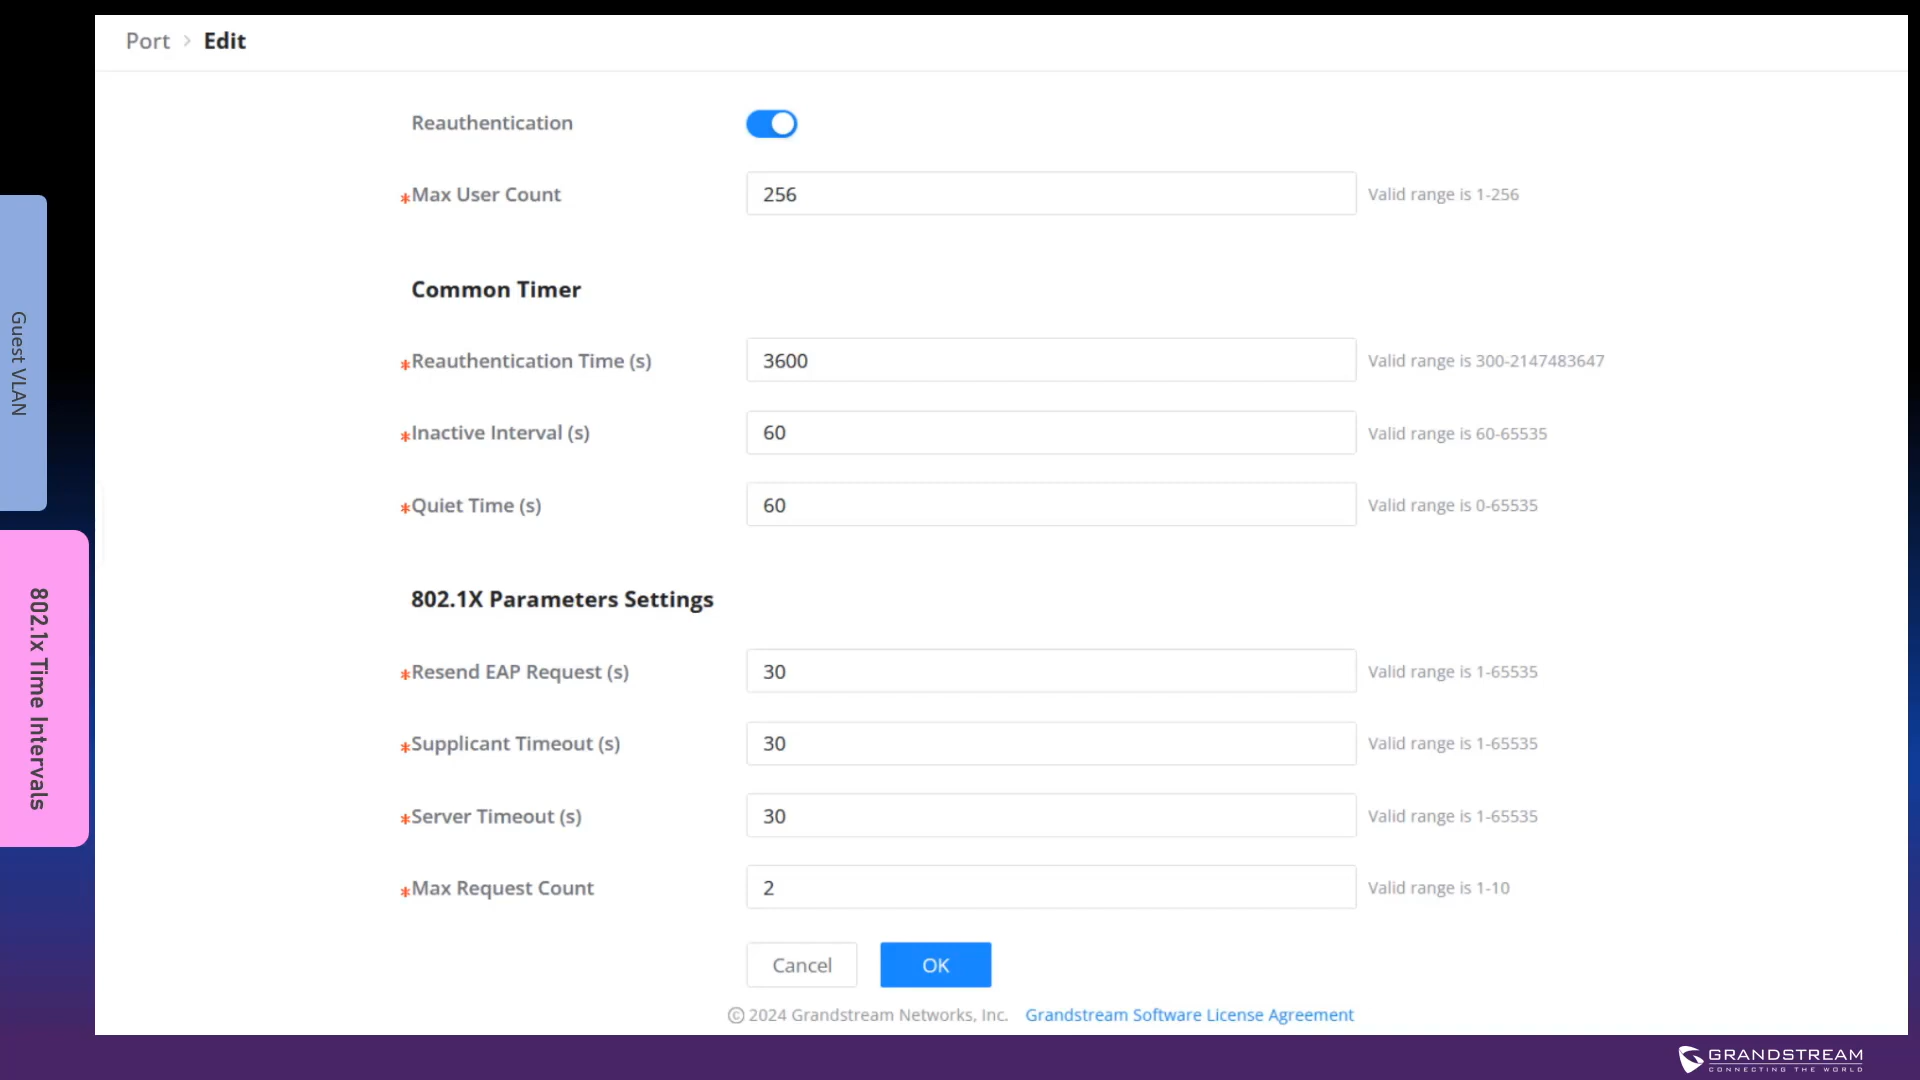 Port > Edit
Reauthentication
*Max User Count 256 Valid range is 1-256
Common Timer
*Reauthentication Time (s) 3600 Valid range is 300-2147483647
*Inactive Interval (s) 60 Valid range is 60-65535
*Quiet Time (s) 60 Valid range is 0-65535
802.1X Parameters Settings
*Resend EAP Request (s) 30 Valid range is 1-65535
*Supplicant Timeout (s) 30 Valid range is 1-65535
*Server Timeout (s) 30 Valid range is 1-65535
*Max Request Count 2 Valid range is 1-10
Cancel OK
© 2024 Grandstream Networks, Inc. Grandstream Software License Agreement
Guest VLAN
802.1x Time Intervals
GRANDSTREAM
CONNECTING THE WORLD